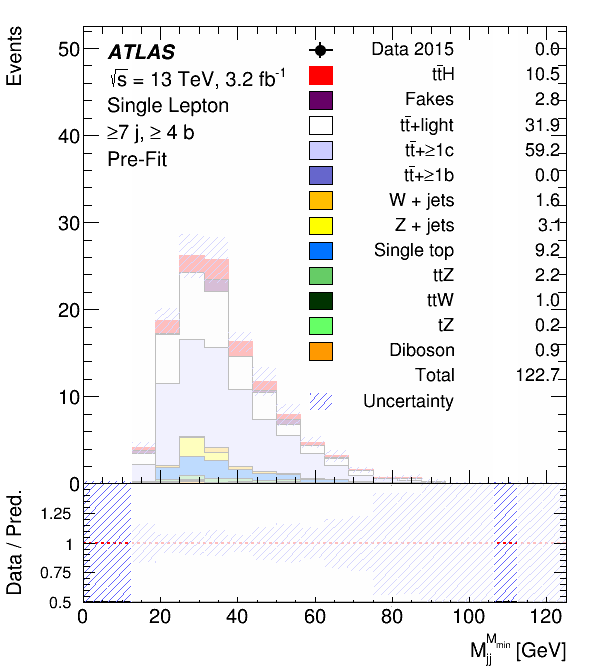 Events
50
40
30
20
10
0
ATLAS
√s = 13 TeV, 3.2 fb-1
Single Lepton
≥7 j, ≥ 4 b
Pre-Fit
Data 2015 0.0
tt̄H 10.5
Fakes 2.8
tt̄+light 31.9
tt̄+≥1c 59.2
tt̄+≥1b 0.0
W + jets 1.6
Z + jets 3.1
Single top 9.2
ttZ 2.2
ttW 1.0
tZ 0.2
Diboson 0.9
Total 122.7
Uncertainty
Data / Pred.
1.25
1
0.75
0.5
0 20 40 60 80 100 120
M jj M min [GeV]